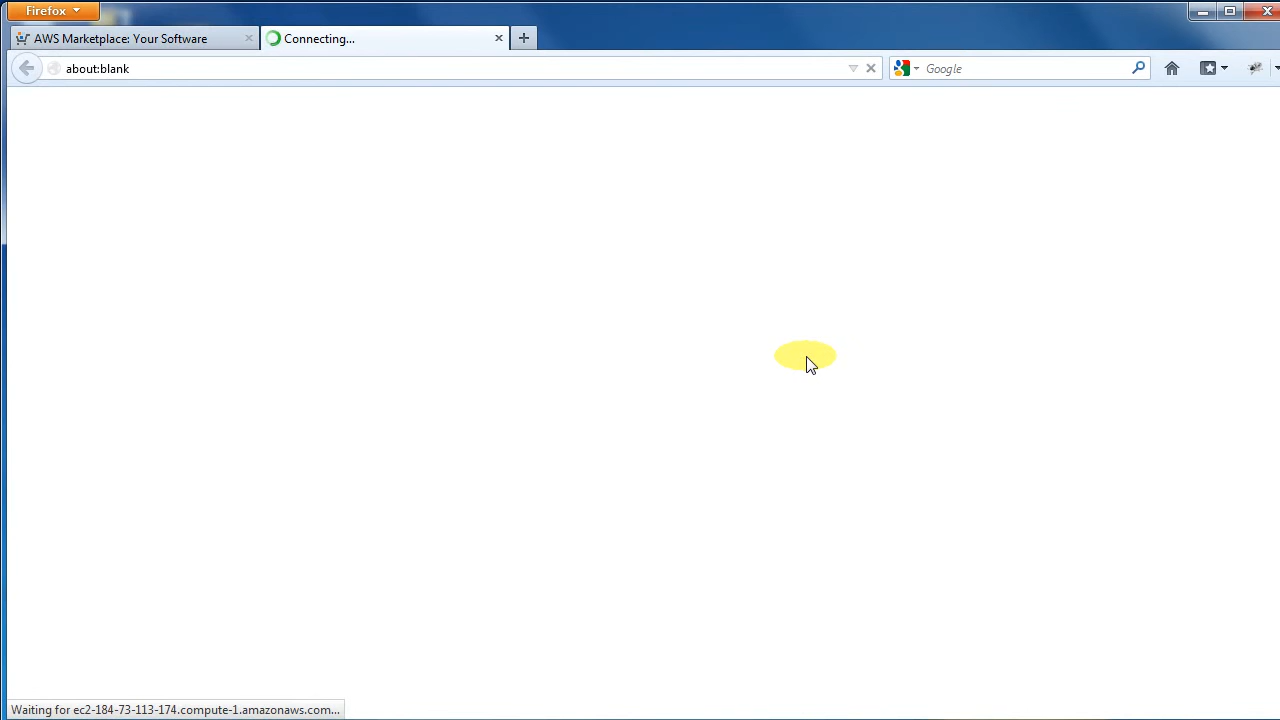 Firefox
AWS Marketplace: Your Software
Connecting...
about:blank
Google
Waiting for ec2-184-73-113-174.compute-1.amazonaws.com...